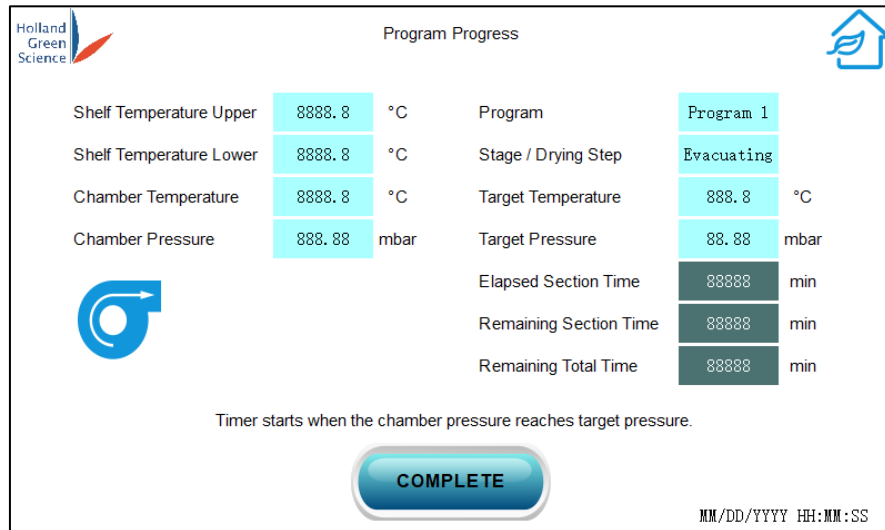 Holland
Green
Science
Program Progress
Shelf Temperature Upper 8888.8 °C Program Program 1
Shelf Temperature Lower 8888.8 °C Stage / Drying Step Evacuating
Chamber Temperature 8888.8 °C Target Temperature 888.8 °C
Chamber Pressure 888.88 mbar Target Pressure 88.88 mbar
Elapsed Section Time 88888 min
Remaining Section Time 88888 min
Remaining Total Time 88888 min
Timer starts when the chamber pressure reaches target pressure.
COMPLETE
MM/DD/YYYY HH:MM:SS